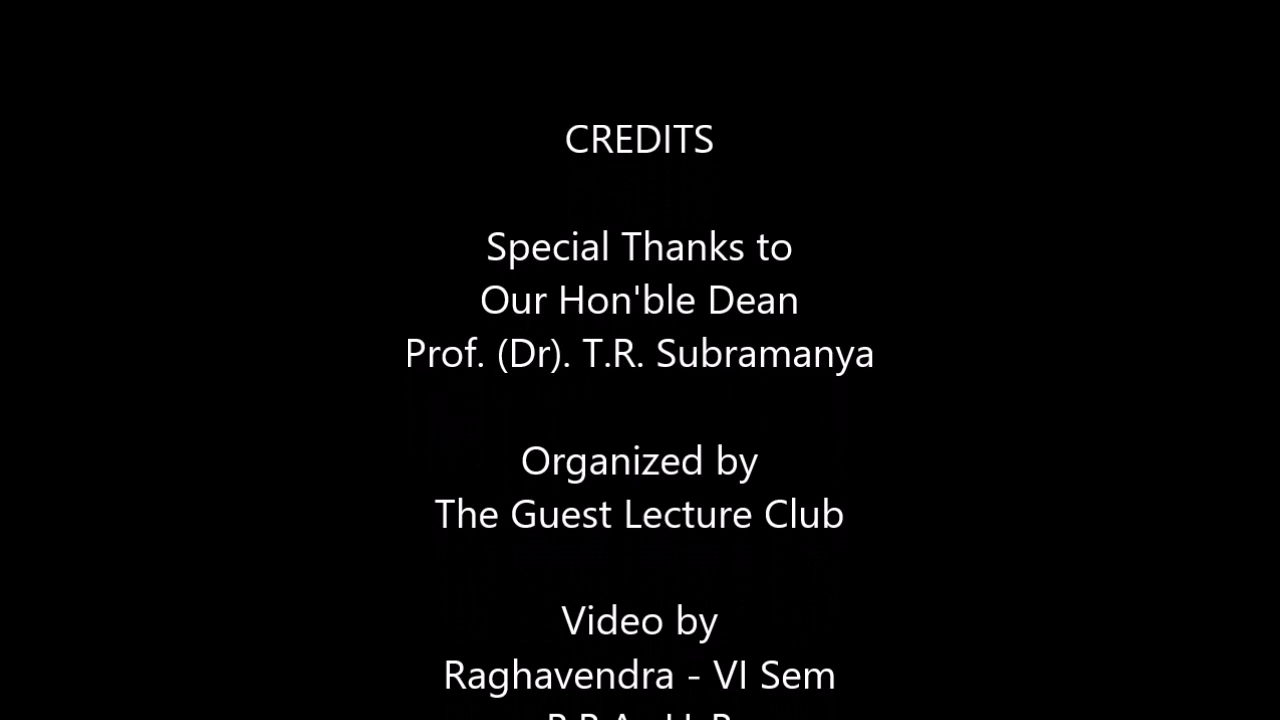 CREDITS
Special Thanks to
Our Hon'ble Dean
Prof. (Dr). T.R. Subramanya
Organized by
The Guest Lecture Club
Video by
Raghavendra - VI Sem